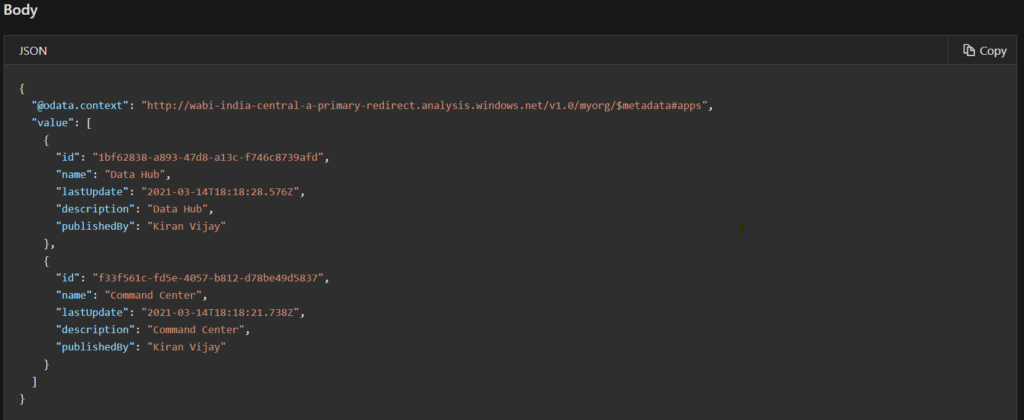 Body
JSON
Copy
{
"@odata.context": "http://wabi-india-central-a-primary-redirect.analysis.windows.net/v1.0/myorg/$metadata#apps",
"value": [
{
"id": "1bf62838-a893-47d8-a13c-f746c8739afd",
"name": "Data Hub",
"lastUpdate": "2021-03-14T18:18:28.576Z",
"description": "Data Hub",
"publishedBy": "Kiran Vijay"
},
{
"id": "f33f561c-fd5e-4057-b812-d78be49d5837",
"name": "Command Center",
"lastUpdate": "2021-03-14T18:18:21.738Z",
"description": "Command Center",
"publishedBy": "Kiran Vijay"
}
]
}